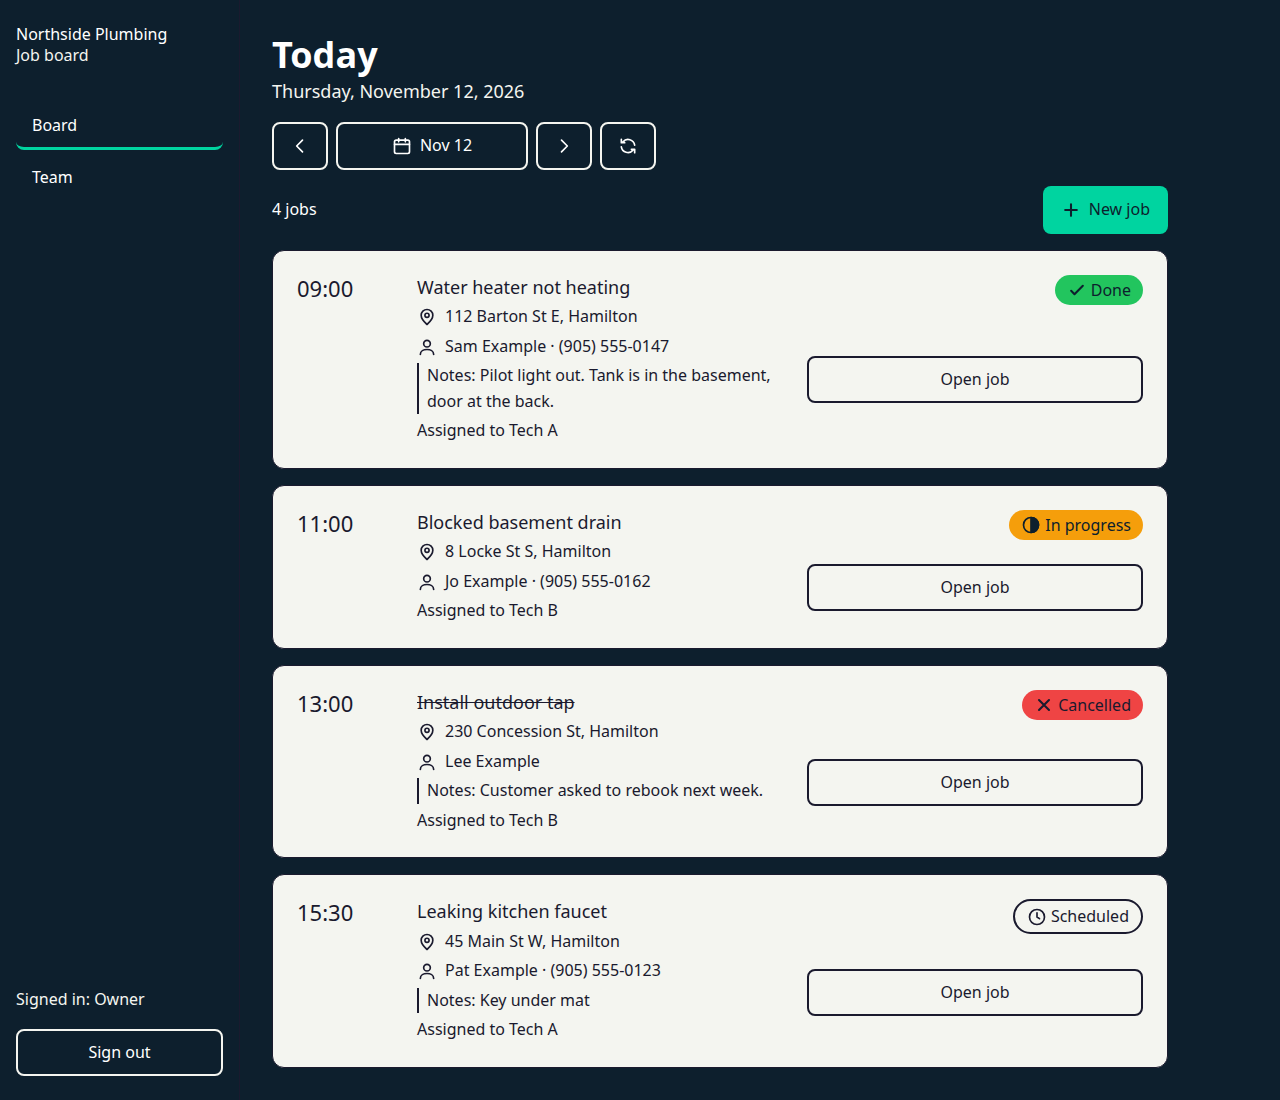 Northside Plumbing
Job board
Board
Team
Signed in: Owner
Sign out
Today
Thursday, November 12, 2026
Nov 12
4 jobs
New job
09:00
Water heater not heating
112 Barton St E, Hamilton
Sam Example · (905) 555-0147
Notes: Pilot light out. Tank is in the basement,
door at the back.
Assigned to Tech A
Done
Open job
11:00
Blocked basement drain
8 Locke St S, Hamilton
Jo Example · (905) 555-0162
Assigned to Tech B
In progress
Open job
13:00
Install outdoor tap
230 Concession St, Hamilton
Lee Example
Notes: Customer asked to rebook next week.
Assigned to Tech B
Cancelled
Open job
15:30
Leaking kitchen faucet
45 Main St W, Hamilton
Pat Example · (905) 555-0123
Notes: Key under mat
Assigned to Tech A
Scheduled
Open job